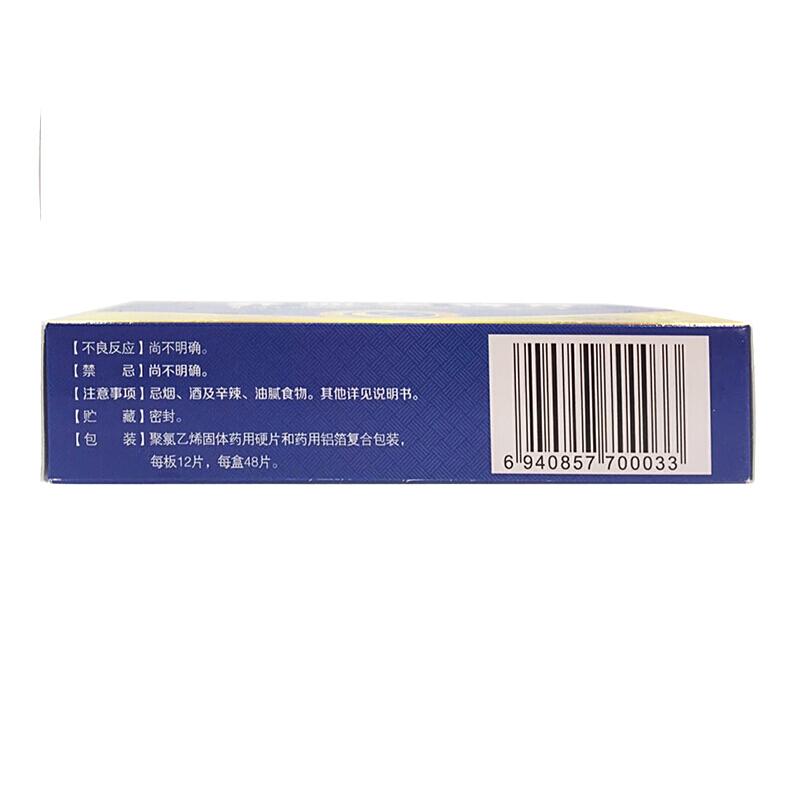 【不良反应】尚不明确。
【禁 忌】尚不明确。
【注意事项】忌烟、酒及辛辣、油腻食物。其他详见说明书。
【贮 藏】密封。
【包 装】聚氯乙烯固体药用硬片和药用铝箔复合包装，
每板12片，每盒48片。
6 940857 700033